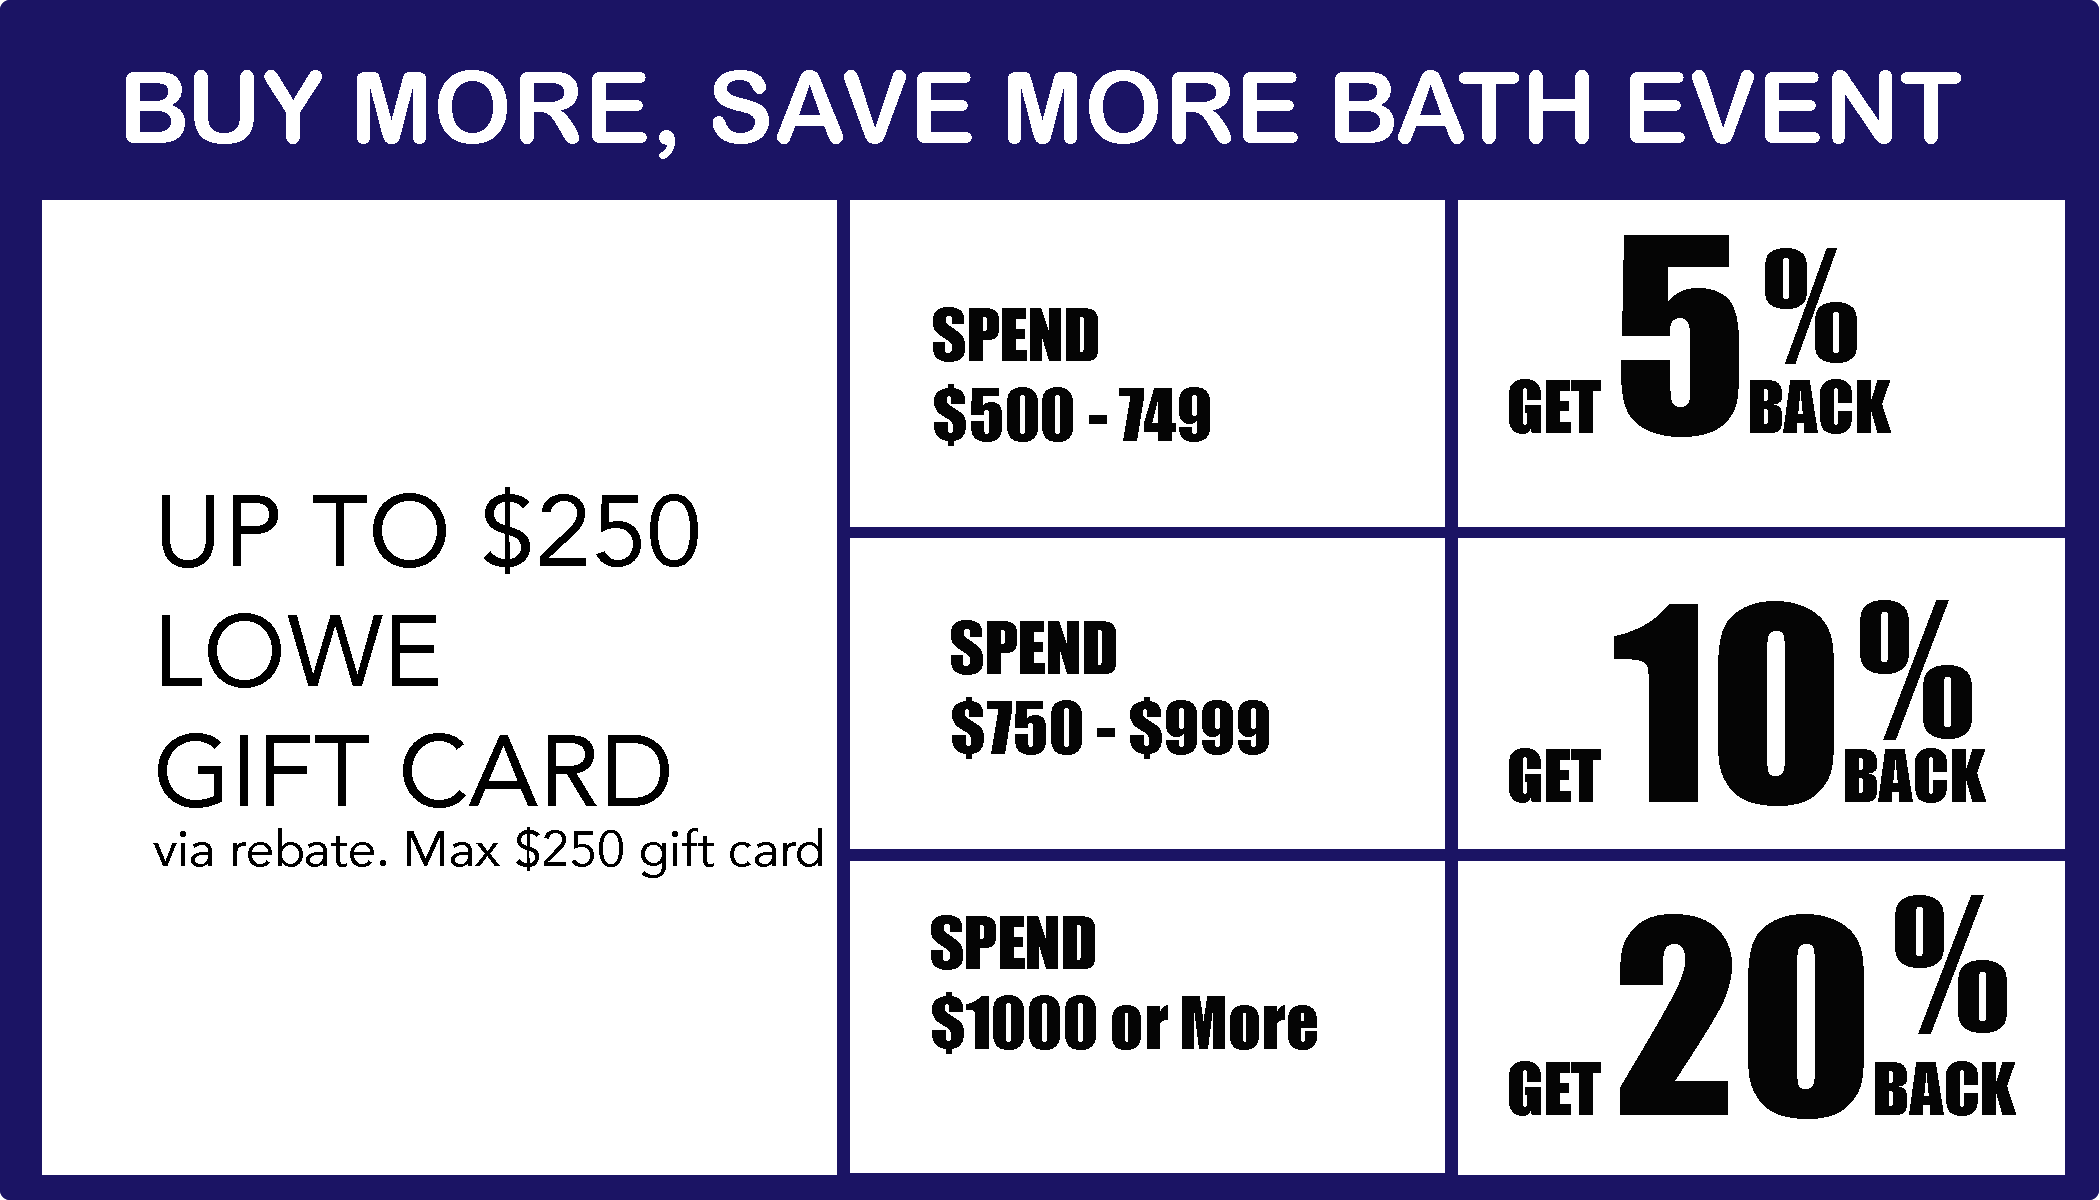 BUY MORE, SAVE MORE BATH EVENT
UP TO $250
LOWE
GIFT CARD
via rebate. Max $250 gift card
SPEND
$500 - 749
GET 5% BACK
SPEND
$750 - $999
GET 10% BACK
SPEND
$1000 or More
GET 20% BACK